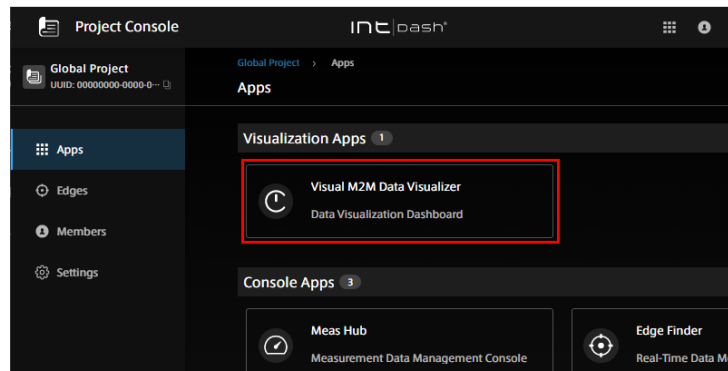 Project Console
intdash
Global Project
UUID: 00000000-0000-0···
Global Project > Apps
Apps
Visualization Apps 1
Apps
Visual M2M Data Visualizer
Edges
Data Visualization Dashboard
Members
Settings
Console Apps 3
Meas Hub
Edge Finder
Measurement Data Management Console
Real-Time Data M